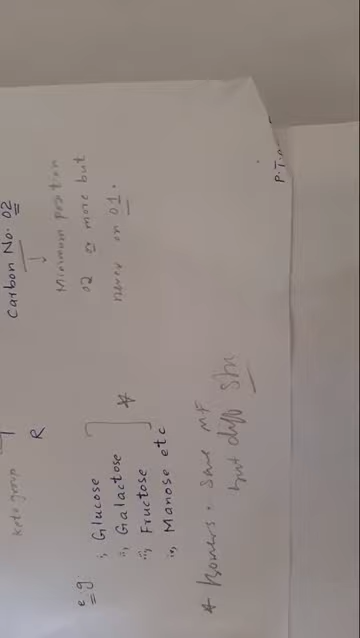 Carbon No. 02
↓
Minimum position
02 or more but
never on 01.
keto group
R
e.g:
i, Glucose
ii, Galactose
iii, Fructose
iv, Manose etc
* Isomers. Same MF
but diff Str